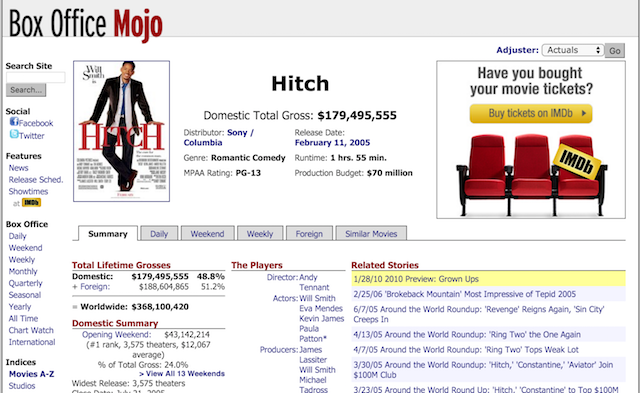 Box Office Mojo
Adjuster: Actuals Go
Search Site
Search...
Social
Facebook
Twitter
Features
News
Release Sched.
Showtimes
at IMDb
Box Office
Daily
Weekend
Weekly
Monthly
Quarterly
Seasonal
Yearly
All Time
Chart Watch
International
Indices
Movies A-Z
Studios
Will
Smith
in
HITCH
Hitch
Domestic Total Gross: $179,495,555
Distributor: Sony /
Columbia
Release Date:
February 11, 2005
Genre: Romantic Comedy
Runtime: 1 hrs. 55 min.
MPAA Rating: PG-13
Production Budget: $70 million
Have you bought
your movie tickets?
Buy tickets on IMDb
IMDb
Summary
Daily
Weekend
Weekly
Foreign
Similar Movies
Total Lifetime Grosses
Domestic: $179,495,555 48.8%
+ Foreign: $188,604,865 51.2%
= Worldwide: $368,100,420
Domestic Summary
Opening Weekend: $43,142,214
(#1 rank, 3,575 theaters, $12,067
average)
% of Total Gross: 24.0%
> View All 13 Weekends
Widest Release: 3,575 theaters
The Players
Director: Andy
Tennant
Actors: Will Smith
Eva Mendes
Kevin James
Paula
Patton*
Producers: James
Lassiter
Will Smith
Michael
Tadross
Related Stories
1/28/10 2010 Preview: Grown Ups
2/25/06 'Brokeback Mountain' Most Impressive of Tepid 2005
6/7/05 Around the World Roundup: 'Revenge' Reigns Again, 'Sin City'
Creeps In
4/13/05 Around the World Roundup: 'Ring Two' the One Again
4/4/05 Around the World Roundup: 'Ring Two' Tops Weak Lot
3/30/05 Around the World Roundup: 'Hitch,' 'Constantine,' 'Aviator' Join
$100M Club
3/23/05 Around the World Round Up: 'Hitch,' 'Constantine' to Top $100M